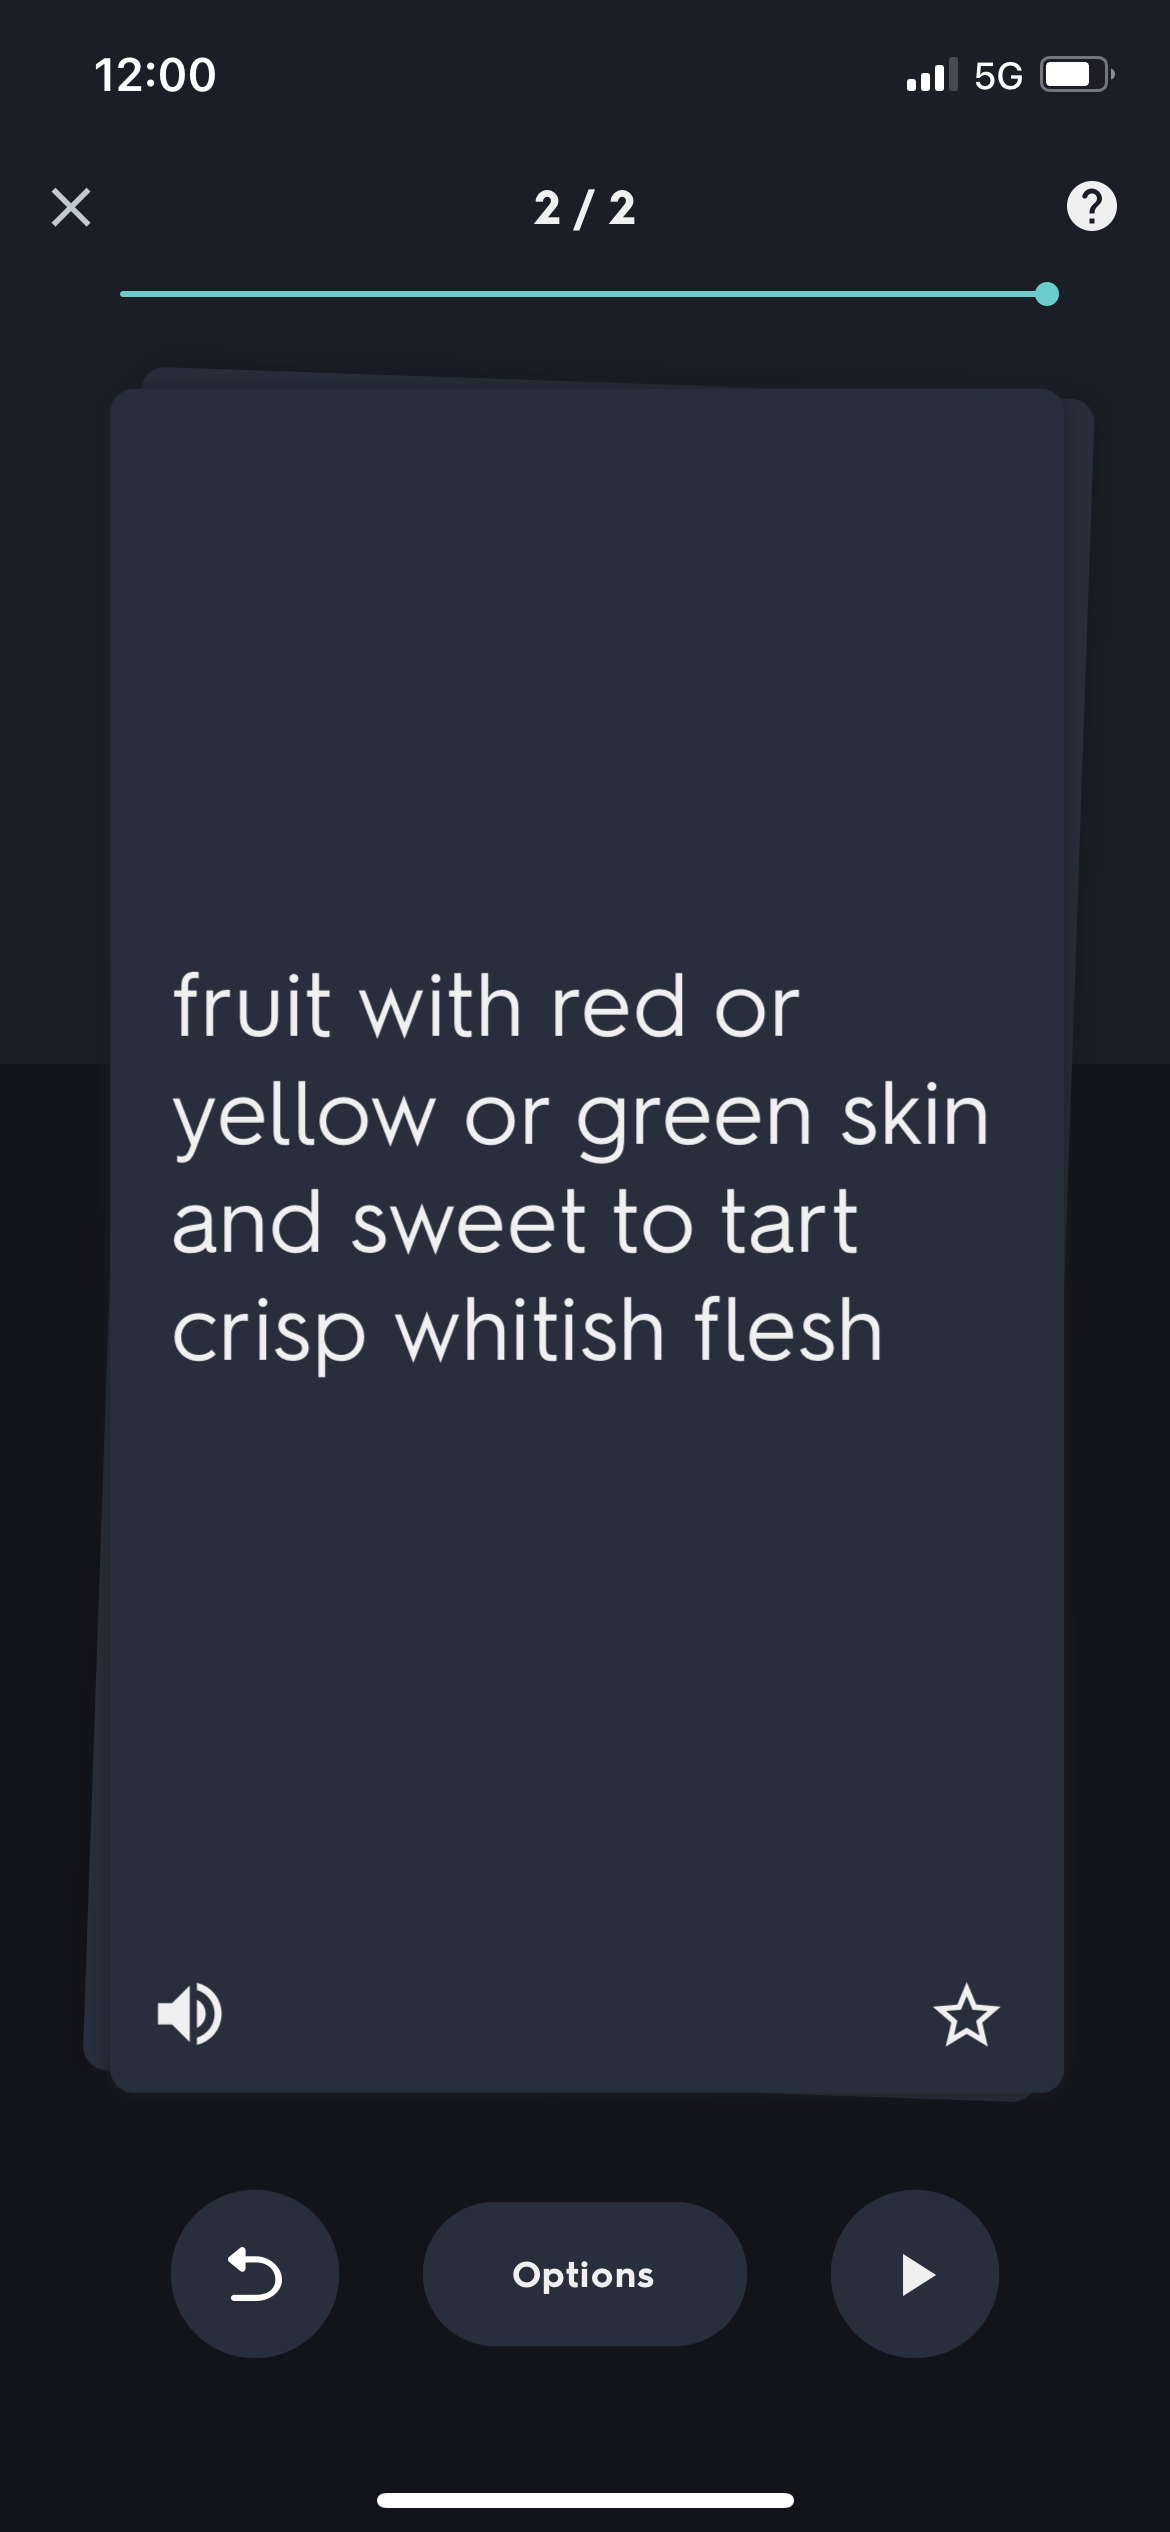 12:00
5G
2 / 2
fruit with red or
yellow or green skin
and sweet to tart
crisp whitish flesh
Options